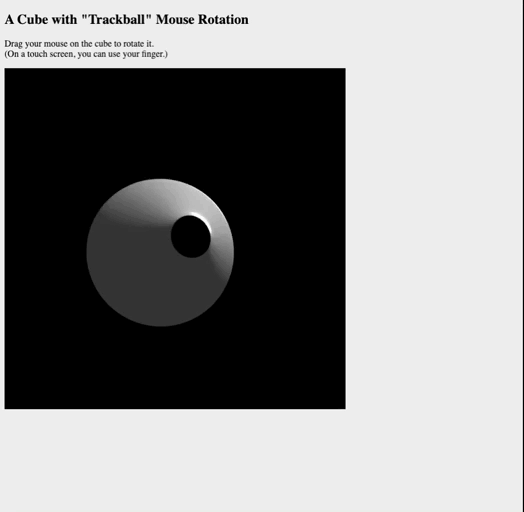 A Cube with "Trackball" Mouse Rotation
Drag your mouse on the cube to rotate it.
(On a touch screen, you can use your finger.)